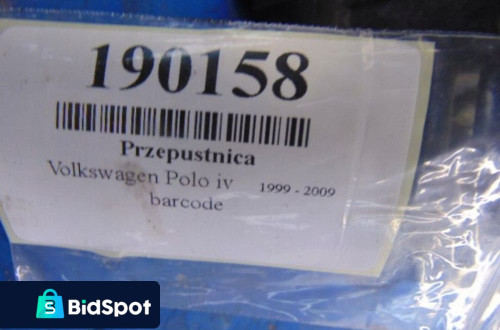 190158
Przepustnica
Volkswagen Polo iv 1999 - 2009
barcode
S
BidSpot